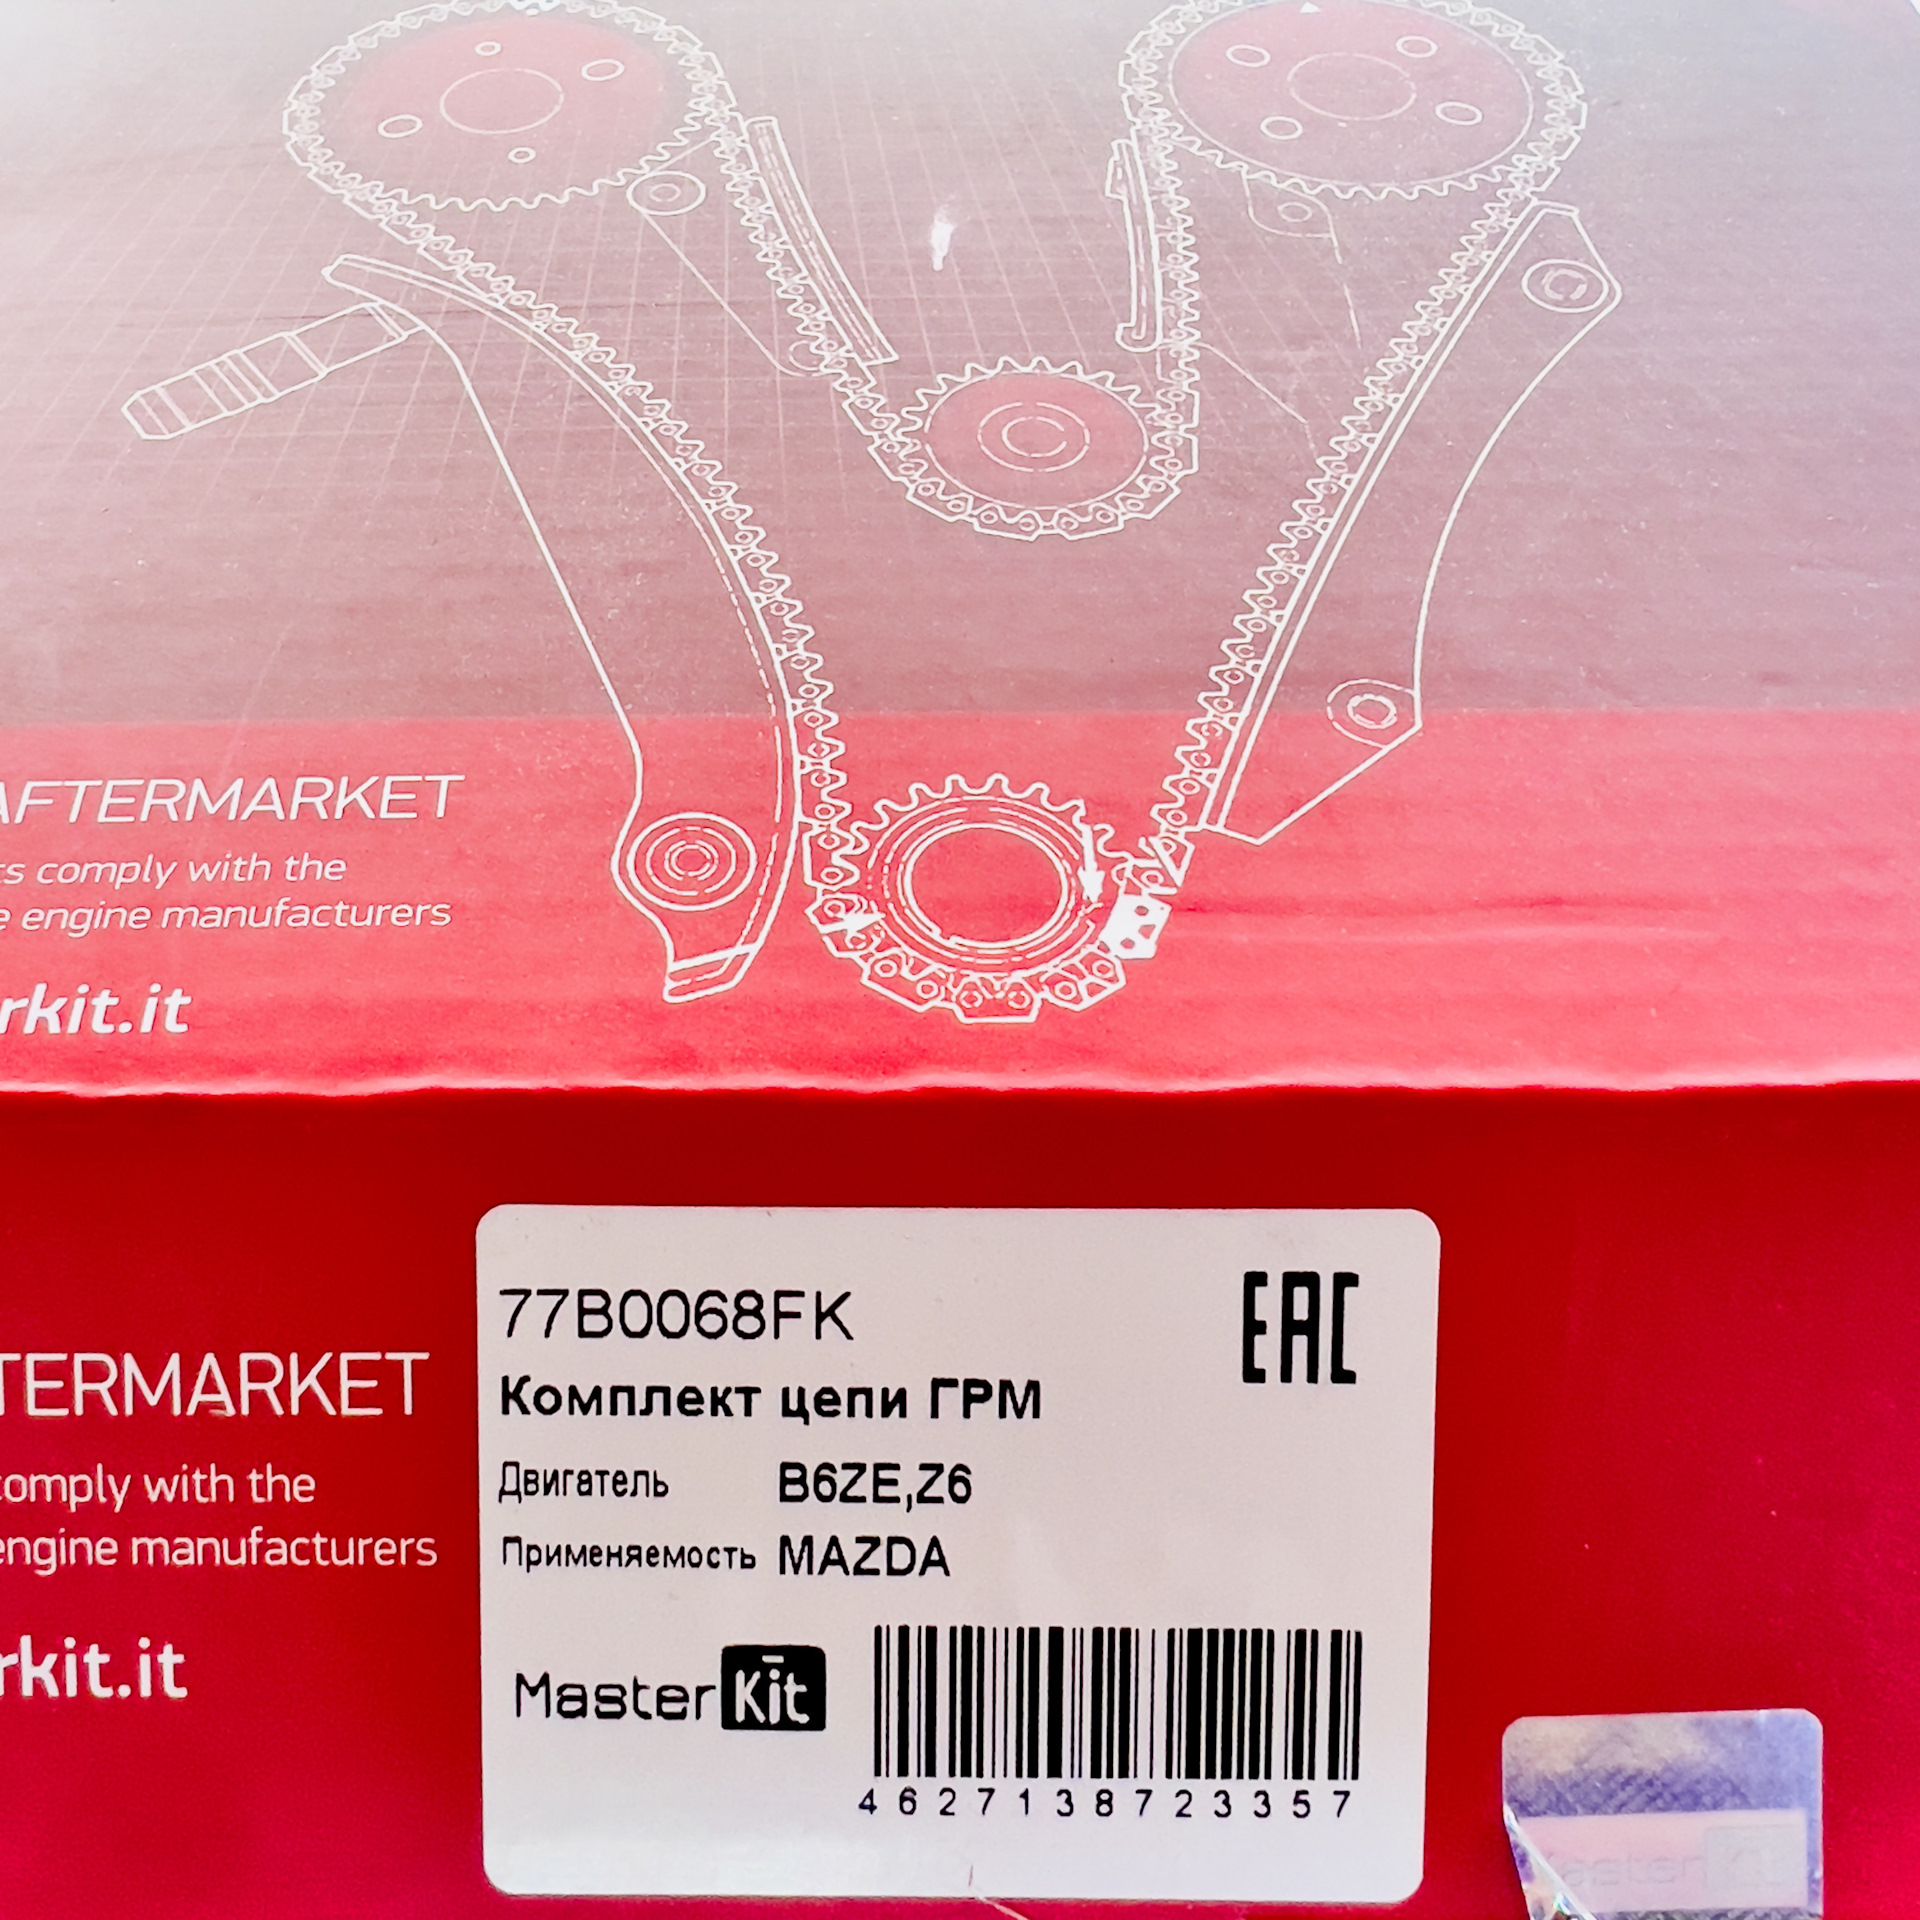 AFTERMARKET
ts comply with the
e engine manufacturers
rkit.it
TERMARKET
comply with the
engine manufacturers
rkit.it
77B0068FK
EAC
Комплект цепи ГРМ
Двигатель B6ZE,Z6
Применяемость MAZDA
MasterKit
4627138723357